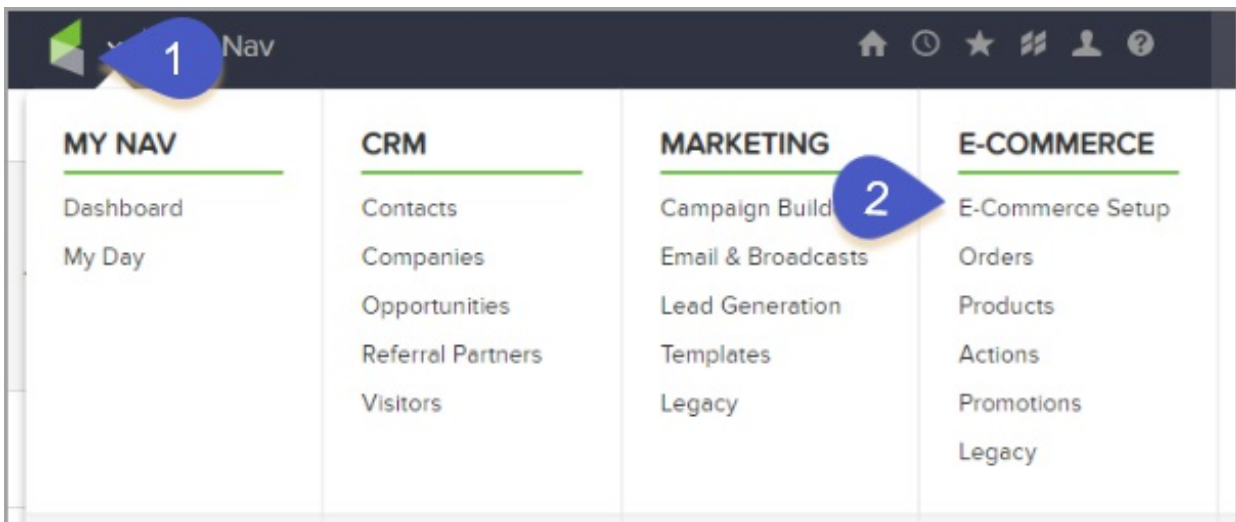 1
Nav
MY NAV
Dashboard
My Day
CRM
Contacts
Companies
Opportunities
Referral Partners
Visitors
MARKETING
Campaign Build
Email & Broadcasts
Lead Generation
Templates
Legacy
E-COMMERCE
2
E-Commerce Setup
Orders
Products
Actions
Promotions
Legacy